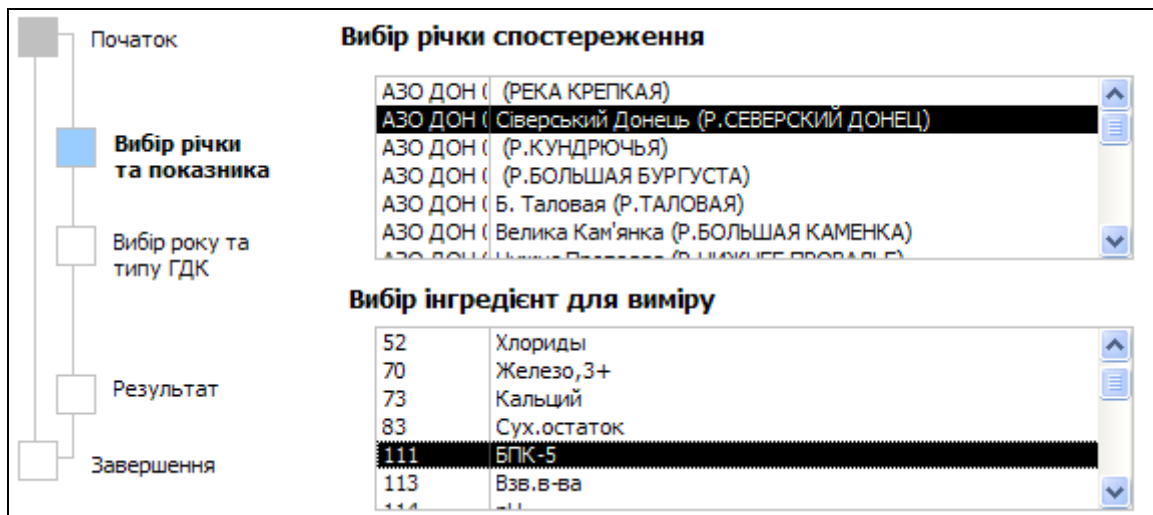 Початок
Вибір річки
та показника
Вибір року та
типу ГДК
Результат
Завершення
Вибір річки спостереження
АЗО ДОН ( (РЕКА КРЕПКАЯ)
АЗО ДОН ( Сіверський Донець (Р.СЕВЕРСКИЙ ДОНЕЦ)
АЗО ДОН ( (Р.КУНДРЮЧЬЯ)
АЗО ДОН ( (Р.БОЛЬШАЯ БУРГУСТА)
АЗО ДОН ( Б. Таловая (Р.ТАЛОВАЯ)
АЗО ДОН ( Велика Кам'янка (Р.БОЛЬШАЯ КАМЕНКА)
Вибір інгредієнт для виміру
52 Хлориды
70 Железо,3+
73 Кальций
83 Сух.остаток
111 БПК-5
113 Взв.в-ва